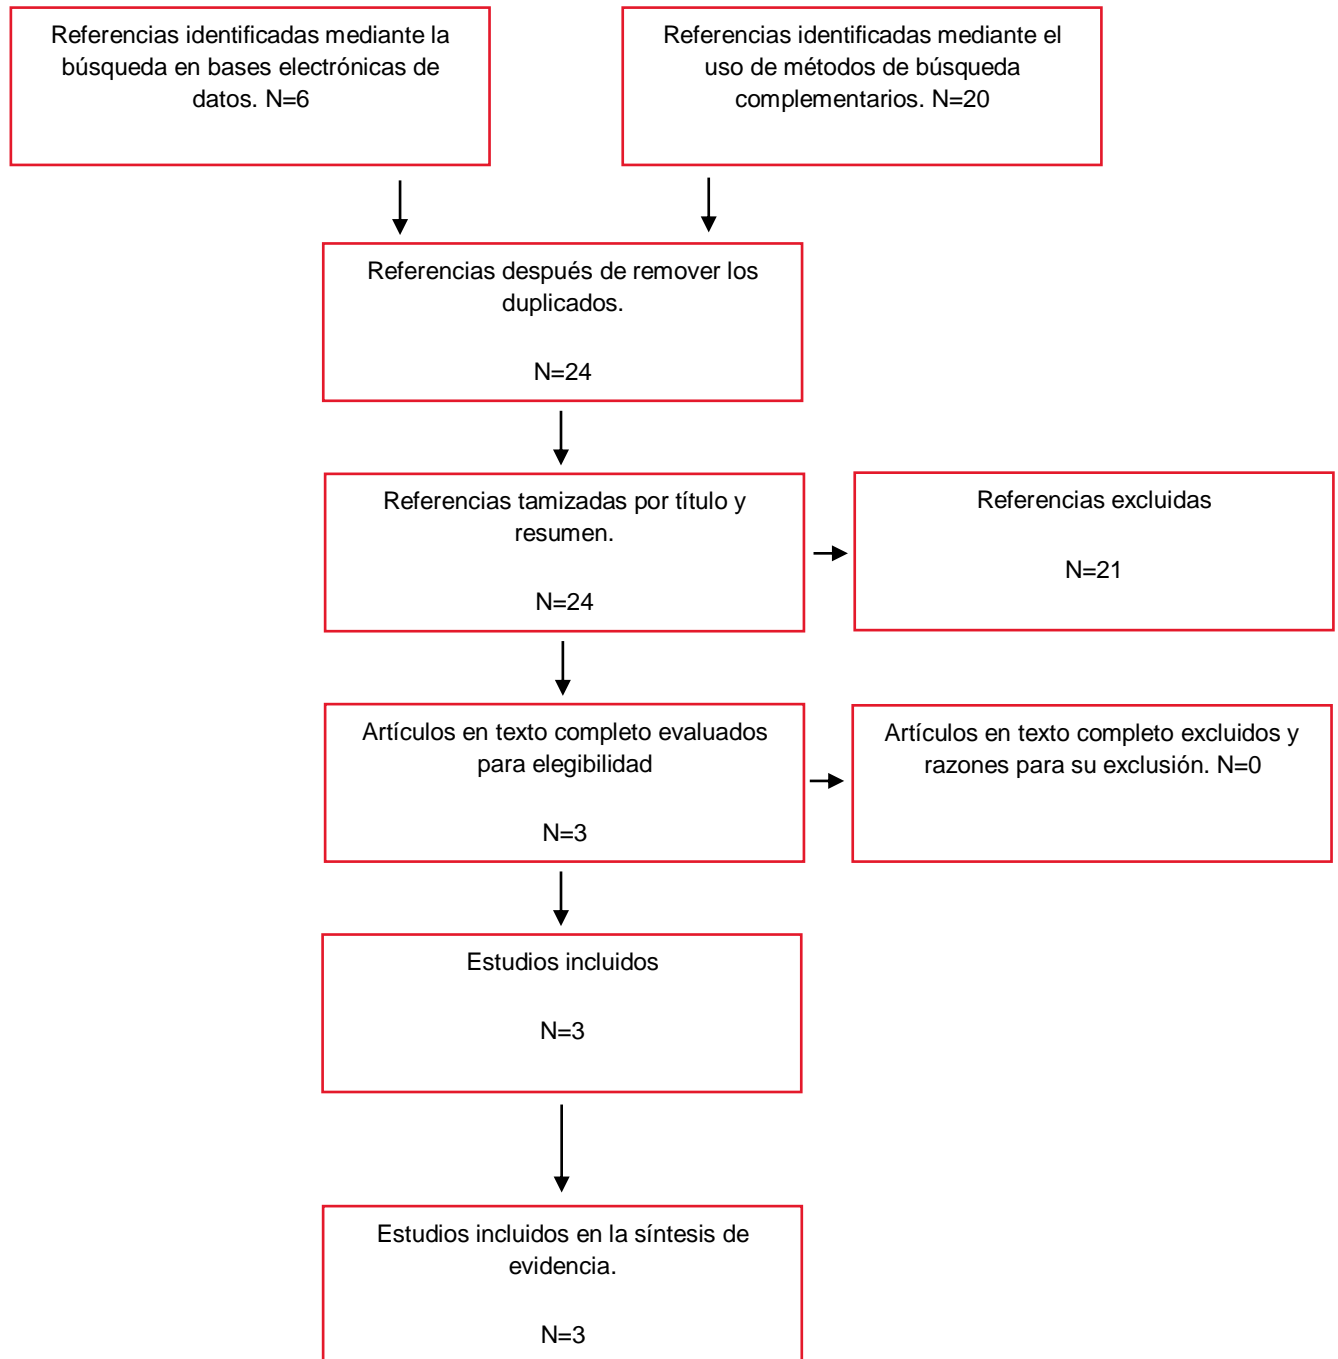 Referencias identificadas mediante la
búsqueda en bases electrónicas de
datos. N=6
Referencias identificadas mediante el
uso de métodos de búsqueda
complementarios. N=20
Referencias después de remover los
duplicados.
N=24
Referencias tamizadas por título y
resumen.
N=24
Referencias excluidas
N=21
Artículos en texto completo evaluados
para elegibilidad
N=3
Artículos en texto completo excluidos y
razones para su exclusión. N=0
Estudios incluidos
N=3
Estudios incluidos en la síntesis de
evidencia.
N=3